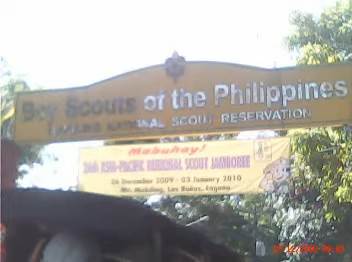 Boy Scouts of the Philippines
NATIONAL SCOUT RESERVATION
Mabuhay!
26th ASIA-PACIFIC REGIONAL SCOUT JAMBOREE
28 December 2009 - 03 January 2010
Mt. Makiling, Los Baños, Laguna